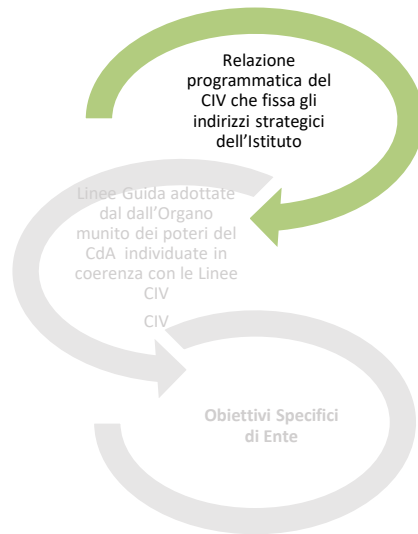 Relazione
programmatica del
CIV che fissa gli
indirizzi strategici
dell'Istituto
Linee Guida adottate
dal dall'Organo
munito dei poteri del
CdA individuate in
coerenza con le Linee
CIV
CIV
Obiettivi Specifici
di Ente